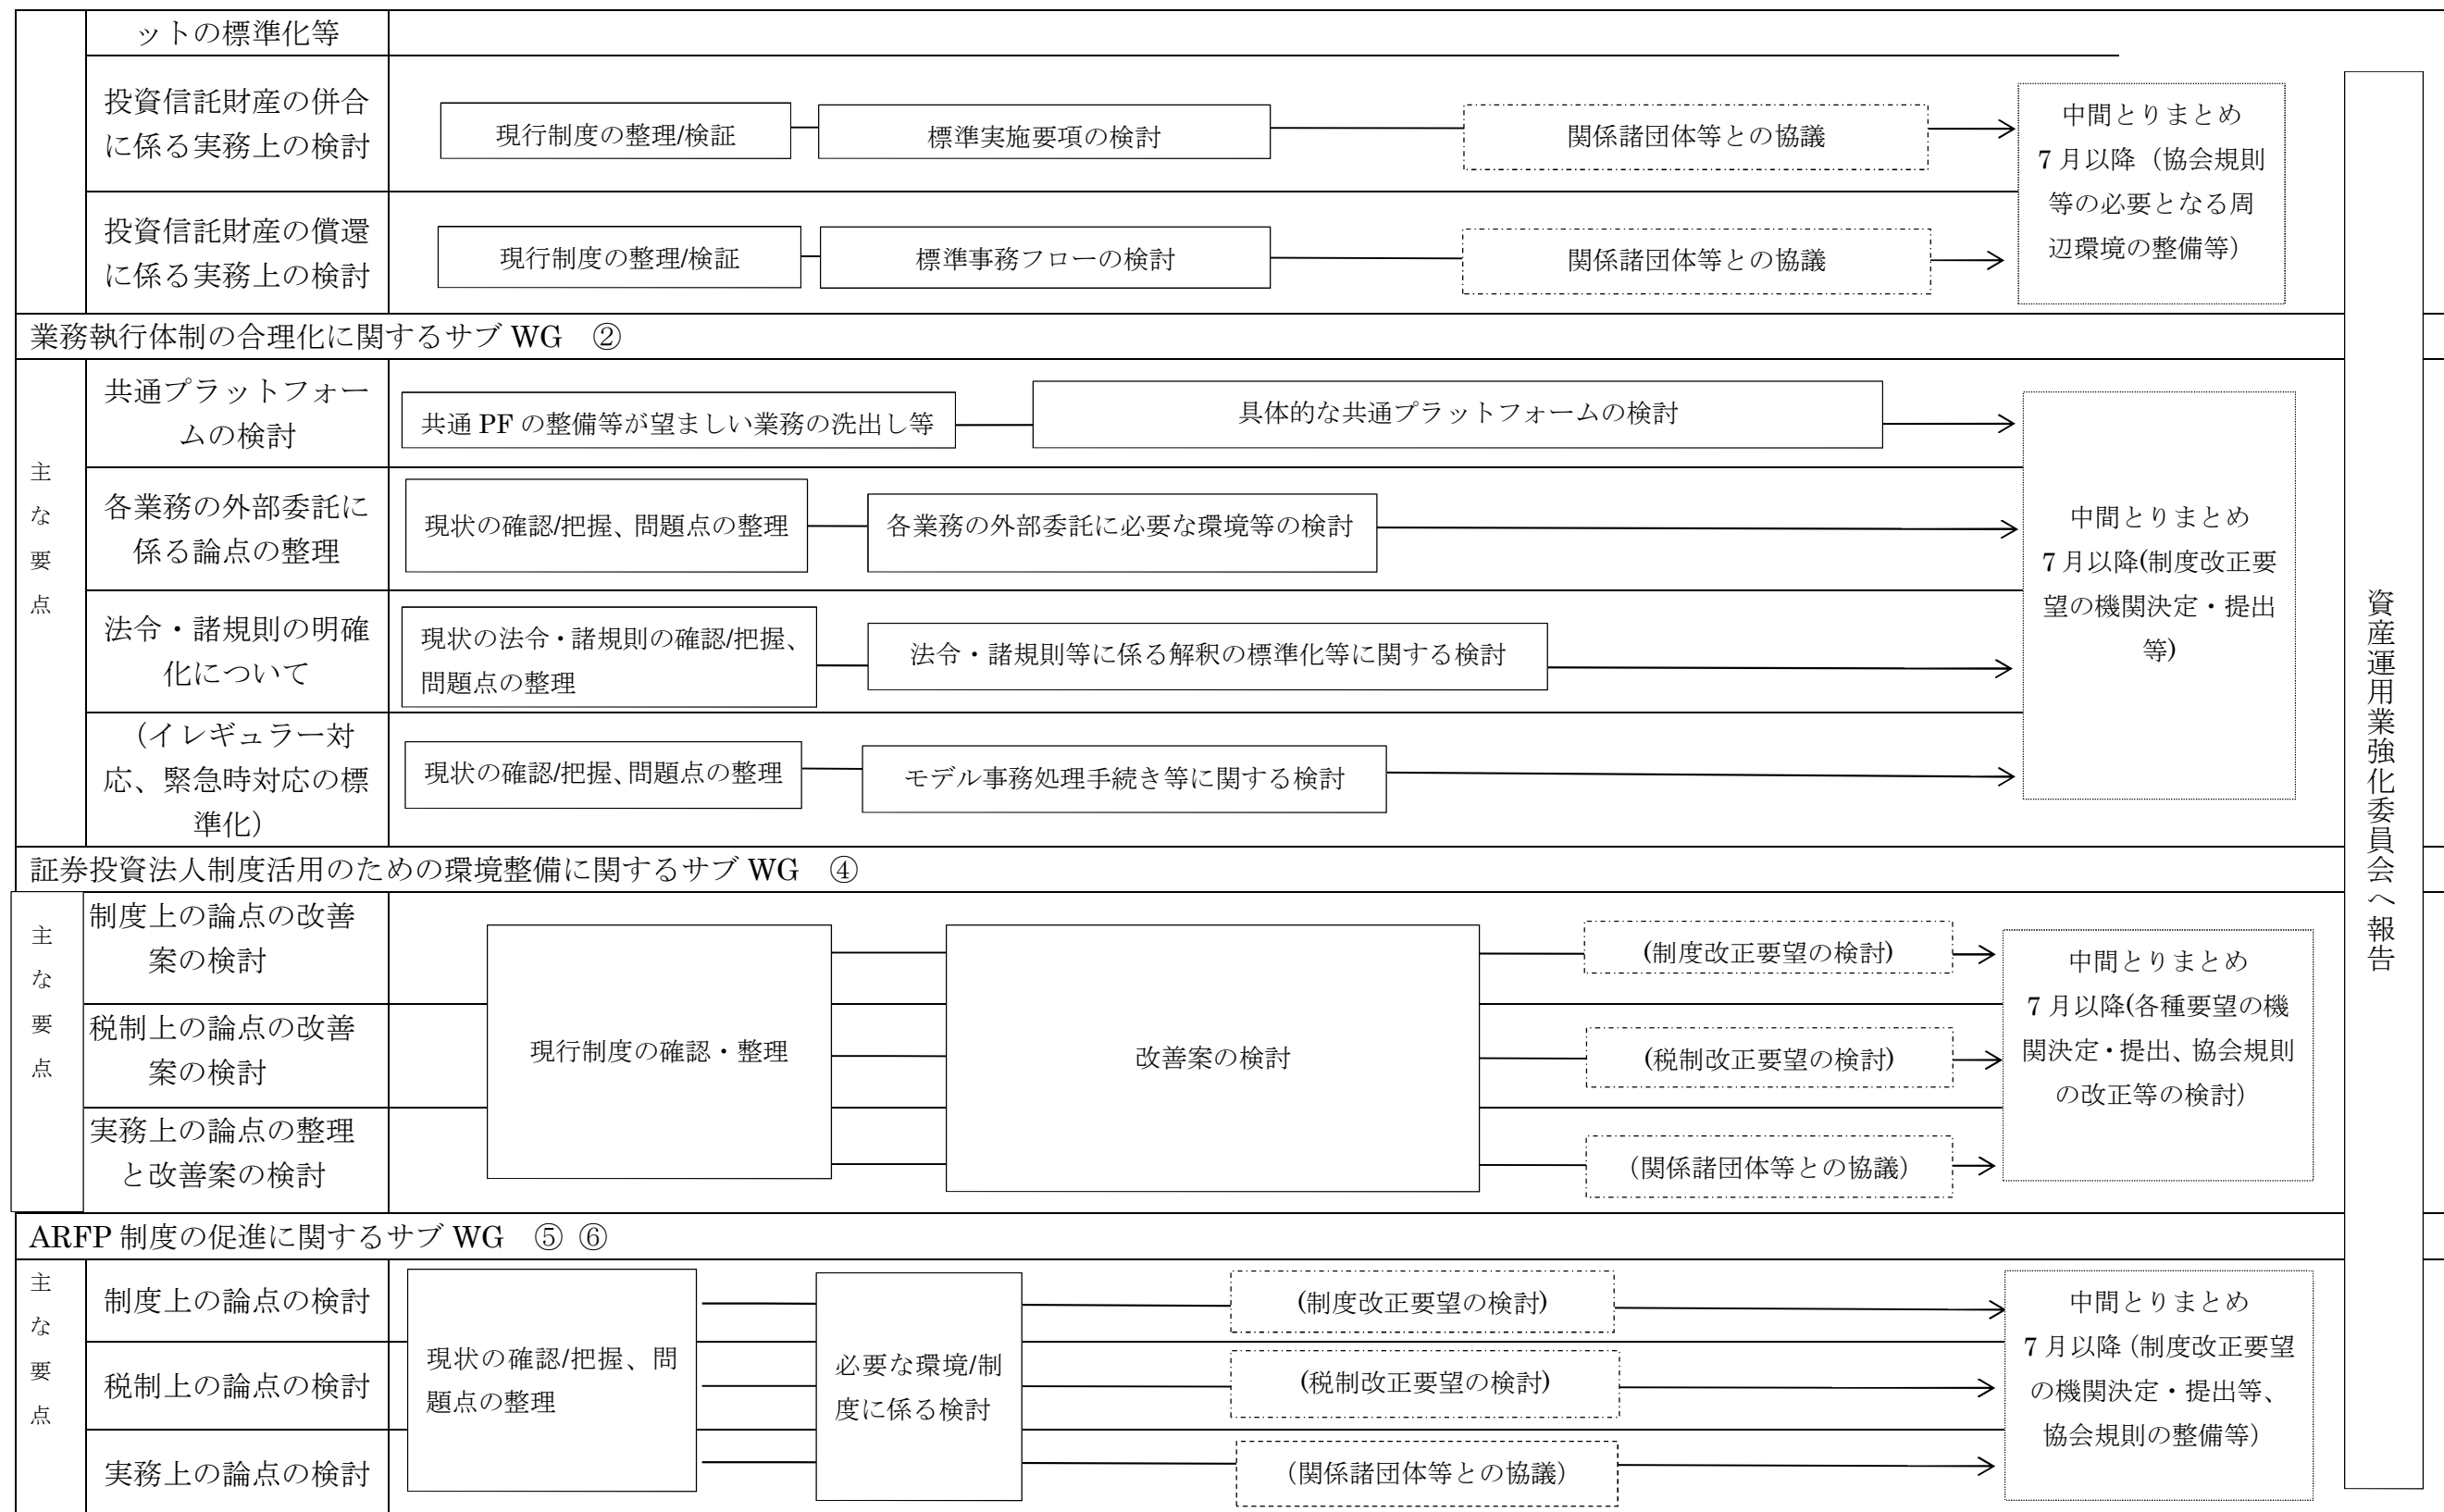 ットの標準化等
投資信託財産の併合
に係る実務上の検討
現行制度の整理/検証
標準実施要項の検討
関係諸団体等との協議
中間とりまとめ
7 月以降（協会規則
等の必要となる周
辺環境の整備等）
投資信託財産の償還
に係る実務上の検討
現行制度の整理/検証
標準事務フローの検討
関係諸団体等との協議
業務執行体制の合理化に関するサブ WG　②
主な要点
共通プラットフォー
ムの検討
共通 PF の整備等が望ましい業務の洗出し等
具体的な共通プラットフォームの検討
各業務の外部委託に
係る論点の整理
現状の確認/把握、問題点の整理
各業務の外部委託に必要な環境等の検討
中間とりまとめ
7 月以降(制度改正要
望の機関決定・提出
等)
法令・諸規則の明確
化について
現状の法令・諸規則の確認/把握、
問題点の整理
法令・諸規則等に係る解釈の標準化等に関する検討
（イレギュラー対
応、緊急時対応の標
準化）
現状の確認/把握、問題点の整理
モデル事務処理手続き等に関する検討
証券投資法人制度活用のための環境整備に関するサブ WG　④
主な要点
制度上の論点の改善
案の検討
税制上の論点の改善
案の検討
実務上の論点の整理
と改善案の検討
現行制度の確認・整理
改善案の検討
(制度改正要望の検討)
(税制改正要望の検討)
（関係諸団体等との協議）
中間とりまとめ
7 月以降(各種要望の機
関決定・提出、協会規則
の改正等の検討）
ARFP 制度の促進に関するサブ WG　⑤ ⑥
主な要点
制度上の論点の検討
税制上の論点の検討
実務上の論点の検討
現状の確認/把握、問
題点の整理
必要な環境/制
度に係る検討
(制度改正要望の検討)
(税制改正要望の検討)
（関係諸団体等との協議）
中間とりまとめ
7 月以降（制度改正要望
の機関決定・提出等、
協会規則の整備等）
資産運用業強化委員会へ報告